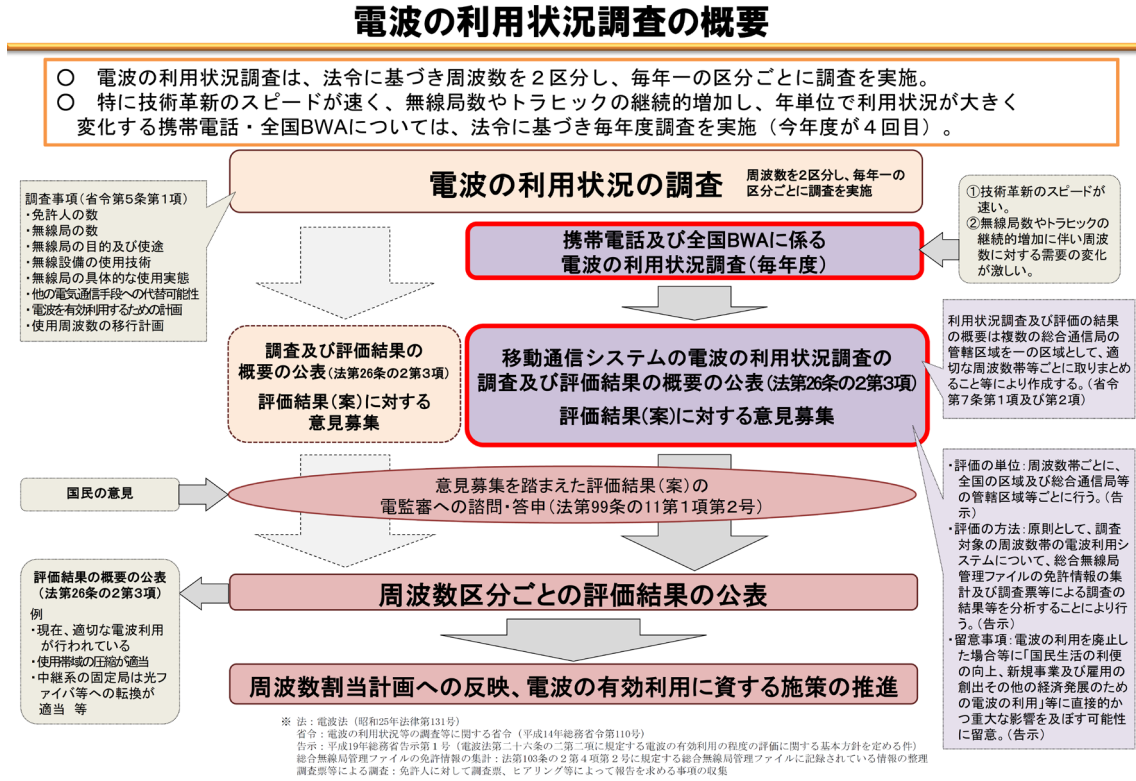 電波の利用状況調査の概要
○　電波の利用状況調査は、法令に基づき周波数を２区分し、毎年一の区分ごとに調査を実施。
○　特に技術革新のスピードが速く、無線局数やトラヒックの継続的増加し、年単位で利用状況が大きく
変化する携帯電話・全国BWAについては、法令に基づき毎年度調査を実施（今年度が４回目）。
電波の利用状況の調査
周波数を2区分し、毎年一の
区分ごとに調査を実施
調査事項（省令第5条第1項）
・免許人の数
・無線局の数
・無線局の目的及び使途
・無線設備の使用技術
・無線局の具体的な使用実態
・他の電気通信手段への代替可能性
・電波を有効利用するための計画
・使用周波数の移行計画
携帯電話及び全国BWAに係る
電波の利用状況調査（毎年度）
①技術革新のスピードが
速い。
②無線局数やトラヒックの
継続的増加に伴い周波
数に対する需要の変化
が激しい。
調査及び評価結果の
概要の公表（法第26条の2第3項）
評価結果（案）に対する
意見募集
移動通信システムの電波の利用状況調査の
調査及び評価結果の概要の公表（法第26条の2第3項）
評価結果（案）に対する意見募集
利用状況調査及び評価の結果
の概要は複数の総合通信局の
管轄区域を一の区域として、適
切な周波数帯等ごとに取りまとめ
ること等により作成する。（省令
第7条第1項及び第2項）
国民の意見
意見募集を踏まえた評価結果（案）の
電監審への諮問・答申（法第99条の11第１項第２号）
・評価の単位：周波数帯ごとに、
全国の区域及び総合通信局等
の管轄区域等ごとに行う。（告
示）
・評価の方法：原則として、調査
対象の周波数帯の電波利用シ
ステムについて、総合無線局
管理ファイルの免許情報の集
計及び調査票等による調査の
結果等を分析することにより行
う。（告示）
・留意事項：電波の利用を廃止し
た場合等に「国民生活の利便
の向上、新規事業及び雇用の
創出その他の経済発展のため
の電波の利用」等に直接的か
つ重大な影響を及ぼす可能性
に留意。（告示）
評価結果の概要の公表
（法第26条の2第3項）
例
・現在、適切な電波利用
が行われている
・使用帯域の圧縮が適当
・中継系の固定局は光フ
ァイバ等への転換が
適当　等
周波数区分ごとの評価結果の公表
周波数割当計画への反映、電波の有効利用に資する施策の推進
※ 法：電波法（昭和25年法律第131号）
省令：電波の利用状況等の調査等に関する省令（平成14年総務省令第110号）
告示：平成19年総務省告示第１号（電波法第二十六条の二第二項に規定する電波の有効利用の程度の評価に関する基本方針を定める件）
総合無線局管理ファイルの免許情報の集計：法第103条の２第４項第２号に規定する総合無線局管理ファイルに記録されている情報の整理
調査票等による調査：免許人に対して調査票、ヒアリング等によって報告を求める事項の収集